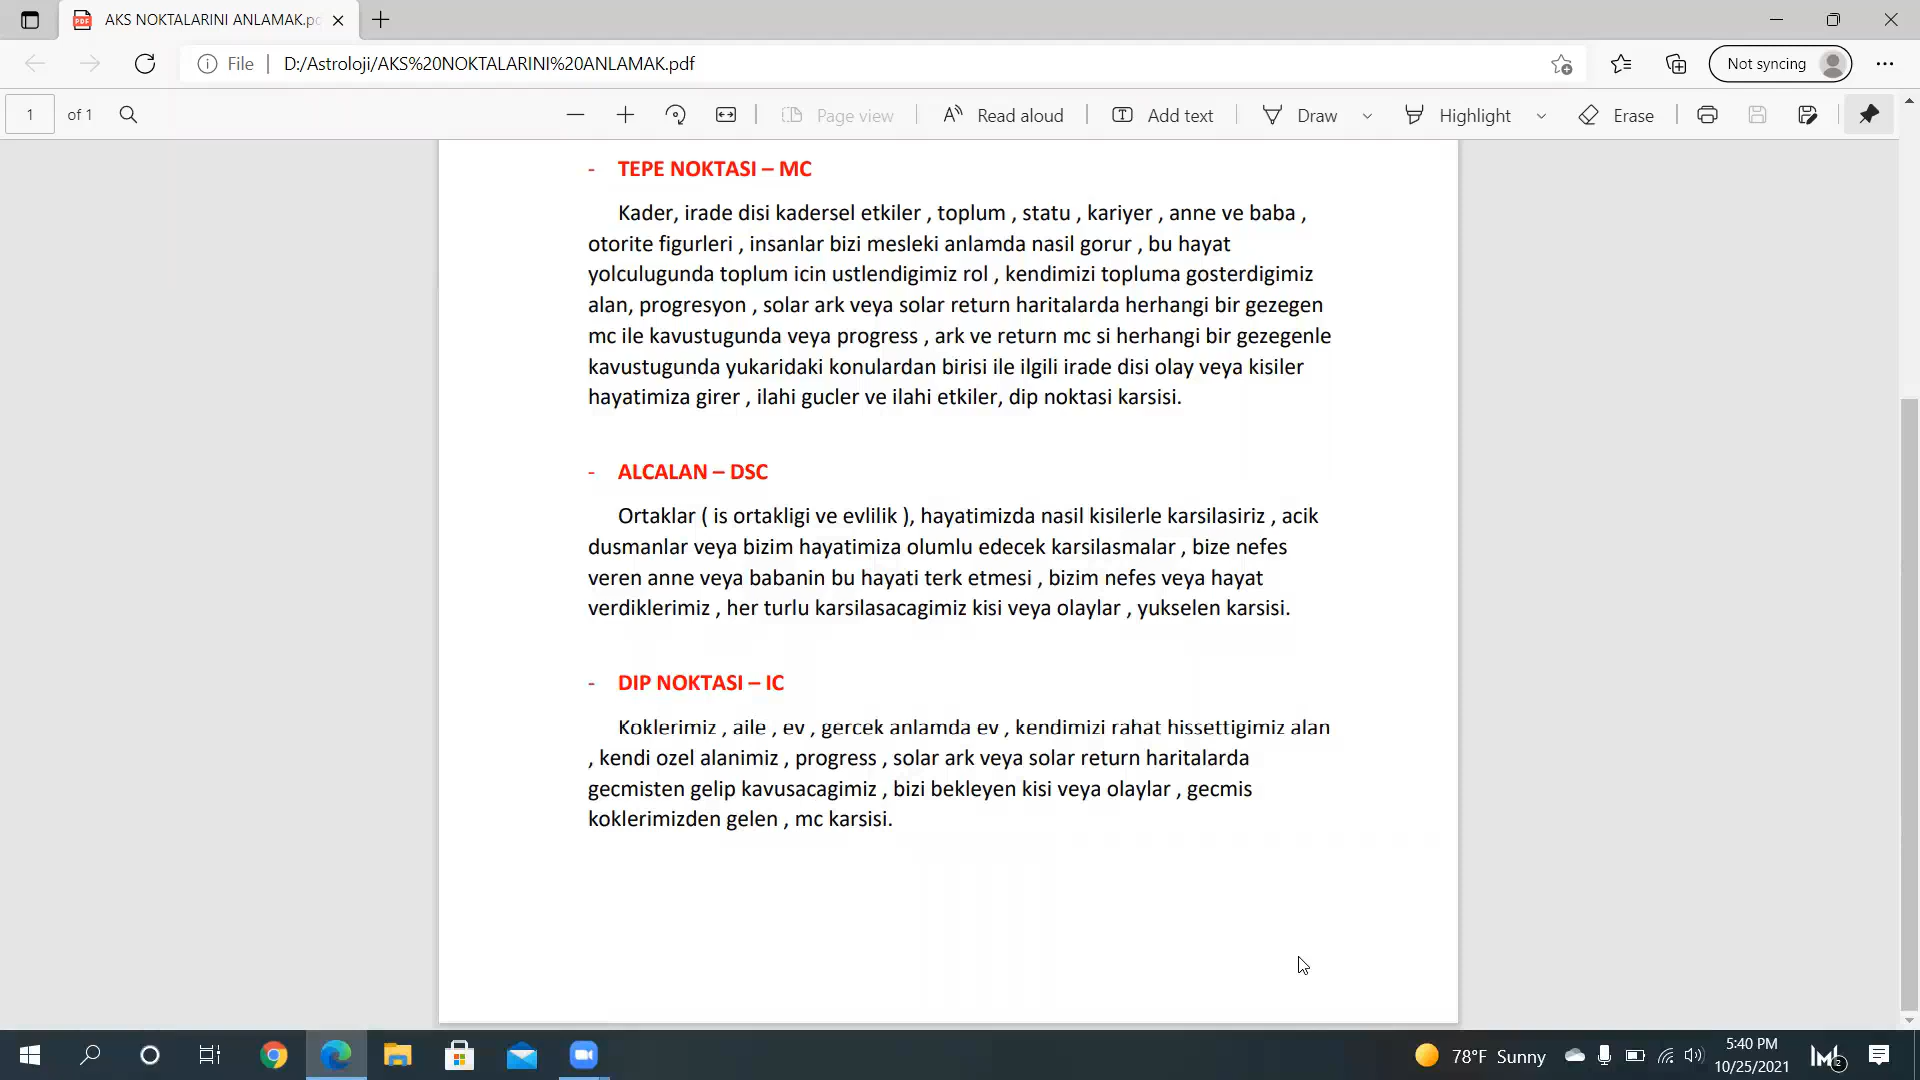 AKS NOKTALARINI ANLAMAK.pd
File
D:/Astroloji/AKS%20NOKTALARINI%20ANLAMAK.pdf
Not syncing
1 of 1
Page view
Read aloud
Add text
Draw
Highlight
Erase
- TEPE NOKTASI – MC
Kader, irade disi kadersel etkiler , toplum , statu , kariyer , anne ve baba ,
otorite figurleri , insanlar bizi mesleki anlamda nasil gorur , bu hayat
yolculugunda toplum icin ustlendigimiz rol , kendimizi topluma gosterdigimiz
alan, progresyon , solar ark veya solar return haritalarda herhangi bir gezegen
mc ile kavustugunda veya progress , ark ve return mc si herhangi bir gezegenle
kavustugunda yukaridaki konulardan birisi ile ilgili irade disi olay veya kisiler
hayatimiza girer , ilahi gucler ve ilahi etkiler, dip noktasi karsisi.
- ALCALAN – DSC
Ortaklar ( is ortakligi ve evlilik ), hayatimizda nasil kisilerle karsilasiriz , acik
dusmanlar veya bizim hayatimiza olumlu edecek karsilasmalar , bize nefes
veren anne veya babanin bu hayati terk etmesi , bizim nefes veya hayat
verdiklerimiz , her turlu karsilasacagimiz kisi veya olaylar , yukselen karsisi.
- DIP NOKTASI – IC
Koklerimiz , aile , ev , gercek anlamda ev , kendimizi rahat hissettigimiz alan
, kendi ozel alanimiz , progress , solar ark veya solar return haritalarda
gecmisten gelip kavusacagimiz , bizi bekleyen kisi veya olaylar , gecmis
koklerimizden gelen , mc karsisi.
78°F Sunny
5:40 PM
10/25/2021
2